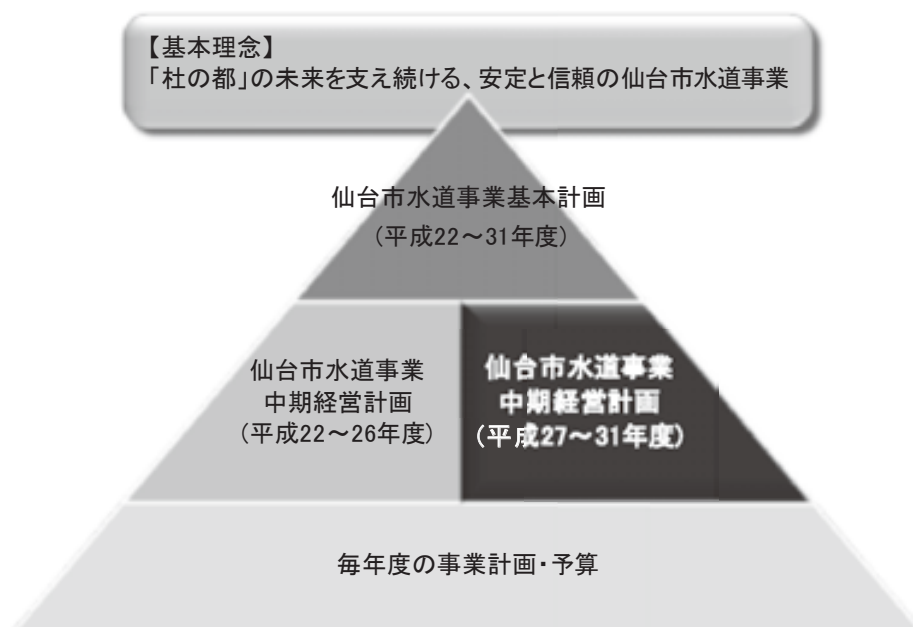 【基本理念】
「杜の都」の未来を支え続ける、安定と信頼の仙台市水道事業
仙台市水道事業基本計画
（平成22～31年度）
仙台市水道事業
中期経営計画
（平成22～26年度）
仙台市水道事業
中期経営計画
（平成27～31年度）
毎年度の事業計画・予算